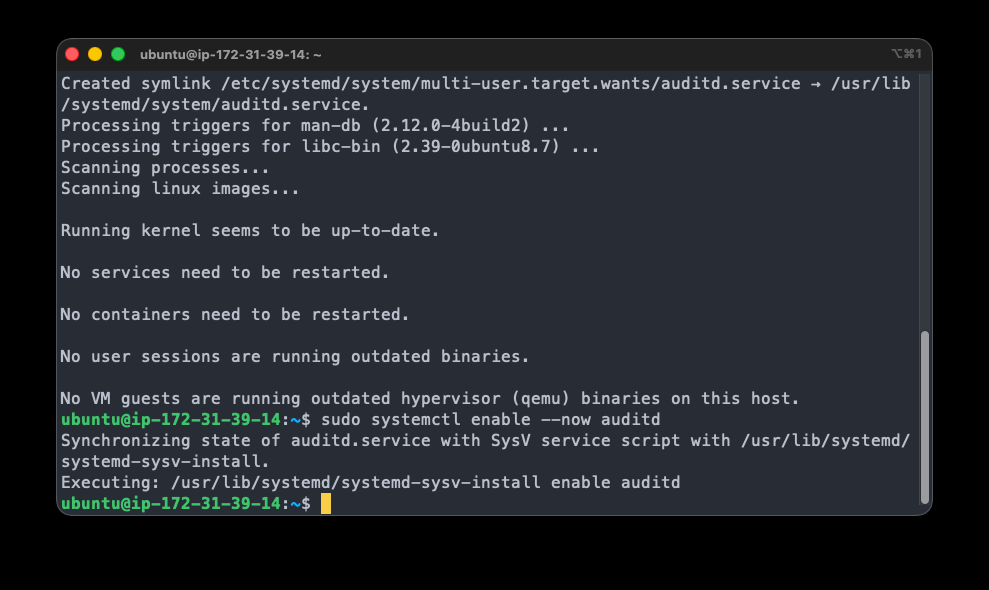 ubuntu@ip-172-31-39-14: ~
⌥⌘1
Created symlink /etc/systemd/system/multi-user.target.wants/auditd.service → /usr/lib
/systemd/system/auditd.service.
Processing triggers for man-db (2.12.0-4build2) ...
Processing triggers for libc-bin (2.39-0ubuntu8.7) ...
Scanning processes...
Scanning linux images...
Running kernel seems to be up-to-date.
No services need to be restarted.
No containers need to be restarted.
No user sessions are running outdated binaries.
No VM guests are running outdated hypervisor (qemu) binaries on this host.
ubuntu@ip-172-31-39-14:~$ sudo systemctl enable --now auditd
Synchronizing state of auditd.service with SysV service script with /usr/lib/systemd/
systemd-sysv-install.
Executing: /usr/lib/systemd/systemd-sysv-install enable auditd
ubuntu@ip-172-31-39-14:~$